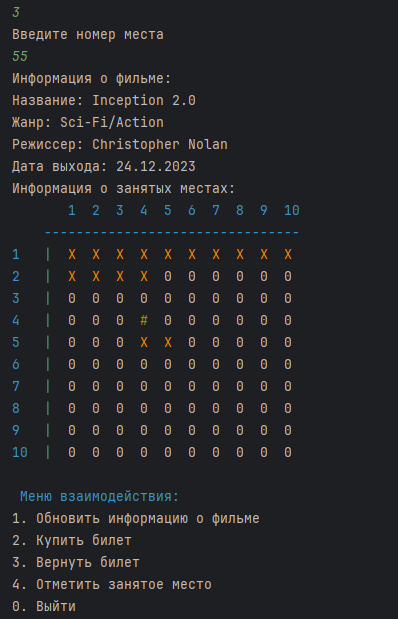 3
Введите номер места
55
Информация о фильме:
Название: Inception 2.0
Жанр: Sci-Fi/Action
Режиссер: Christopher Nolan
Дата выхода: 24.12.2023
Информация о занятых местах:
1 2 3 4 5 6 7 8 9 10
--------------------------------
1 | X X X X X X X X X X
2 | X X X X 0 0 0 0 0 0
3 | 0 0 0 0 0 0 0 0 0 0
4 | 0 0 0 # 0 0 0 0 0 0
5 | 0 0 0 X X 0 0 0 0 0
6 | 0 0 0 0 0 0 0 0 0 0
7 | 0 0 0 0 0 0 0 0 0 0
8 | 0 0 0 0 0 0 0 0 0 0
9 | 0 0 0 0 0 0 0 0 0 0
10 | 0 0 0 0 0 0 0 0 0 0
Меню взаимодействия:
1. Обновить информацию о фильме
2. Купить билет
3. Вернуть билет
4. Отметить занятое место
0. Выйти